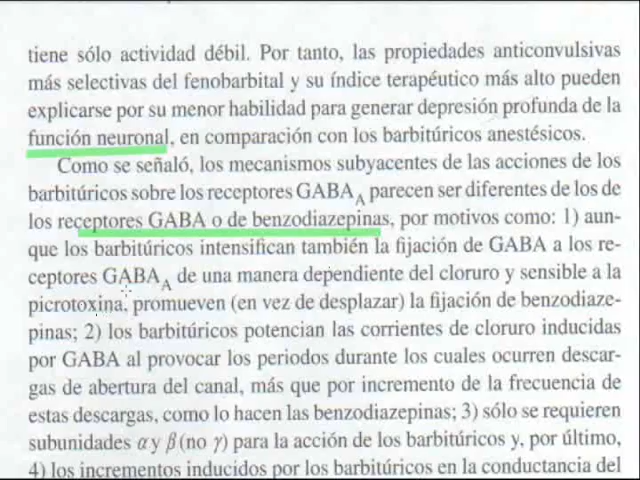 tiene sólo actividad débil. Por tanto, las propiedades anticonvulsivas
más selectivas del fenobarbital y su índice terapéutico más alto pueden
explicarse por su menor habilidad para generar depresión profunda de la
función neuronal, en comparación con los barbitúricos anestésicos.
Como se señaló, los mecanismos subyacentes de las acciones de los
barbitúricos sobre los receptores GABAA parecen ser diferentes de los de
los receptores GABA o de benzodiazepinas, por motivos como: 1) aun-
que los barbitúricos intensifican también la fijación de GABA a los re-
ceptores GABAA de una manera dependiente del cloruro y sensible a la
picrotoxina, promueven (en vez de desplazar) la fijación de benzodiaze-
pinas; 2) los barbitúricos potencian las corrientes de cloruro inducidas
por GABA al provocar los periodos durante los cuales ocurren descar-
gas de abertura del canal, más que por incremento de la frecuencia de
estas descargas, como lo hacen las benzodiazepinas; 3) sólo se requieren
subunidades α y β (no γ) para la acción de los barbitúricos y, por último,
4) los incrementos inducidos por los barbitúricos en la conductancia del